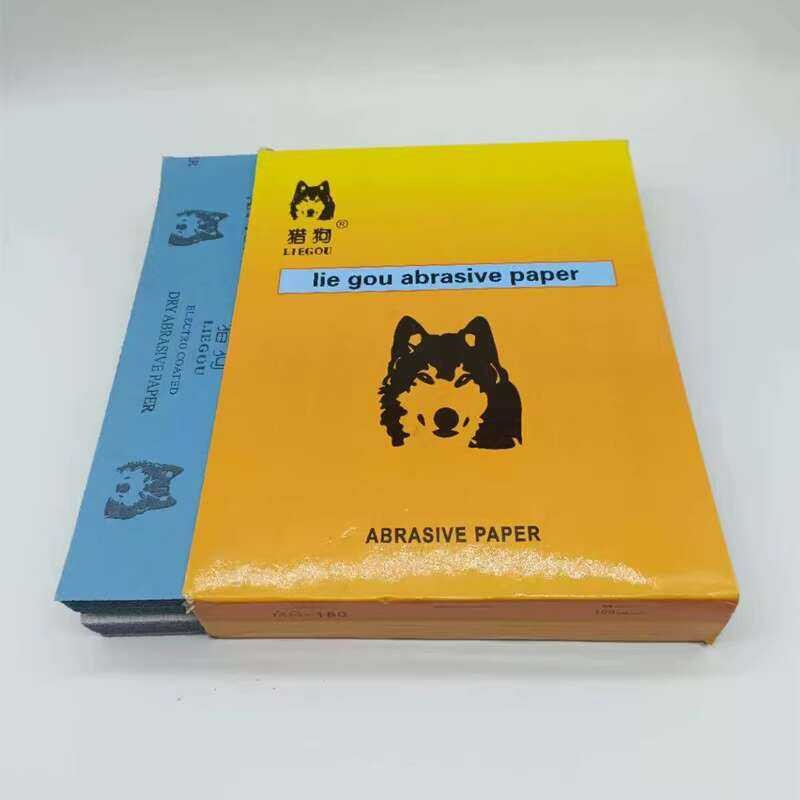 猎狗®
LIEGOU
lie gou abrasive paper
ABRASIVE PAPER
猎狗
LIEGOU
ELECTRO COATED
DRY ABRASIVE PAPER